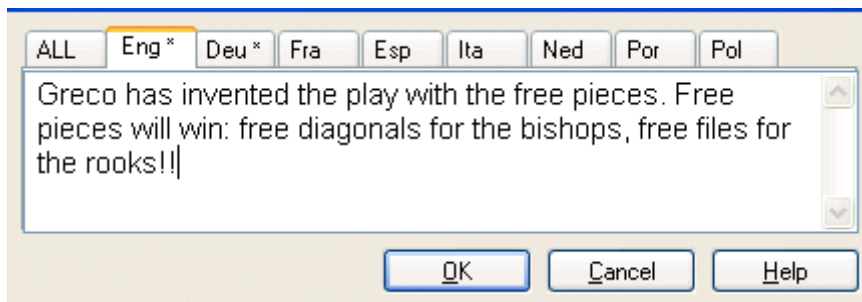 ALL Eng * Deu * Fra Esp Ita Ned Por Pol
Greco has invented the play with the free pieces. Free
pieces will win: free diagonals for the bishops, free files for
the rooks!!
OK Cancel Help